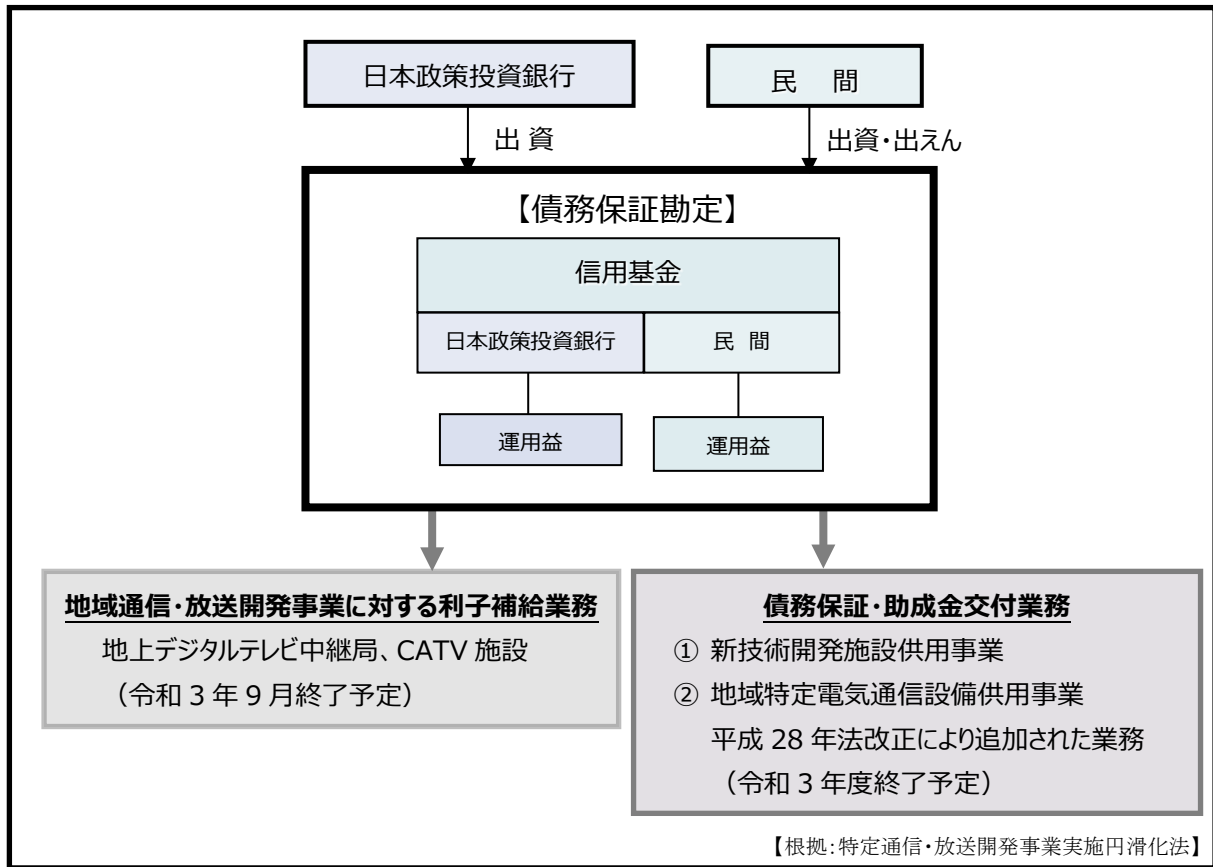 日本政策投資銀行
民 間
出 資
出資・出えん
【債務保証勘定】
信用基金
日本政策投資銀行
民 間
運用益
運用益
地域通信・放送開発事業に対する利子補給業務
地上デジタルテレビ中継局、CATV 施設
（令和 3 年 9 月終了予定）
債務保証・助成金交付業務
① 新技術開発施設供用事業
② 地域特定電気通信設備供用事業
平成 28 年法改正により追加された業務
（令和 3 年度終了予定）
【根拠:特定通信・放送開発事業実施円滑化法】